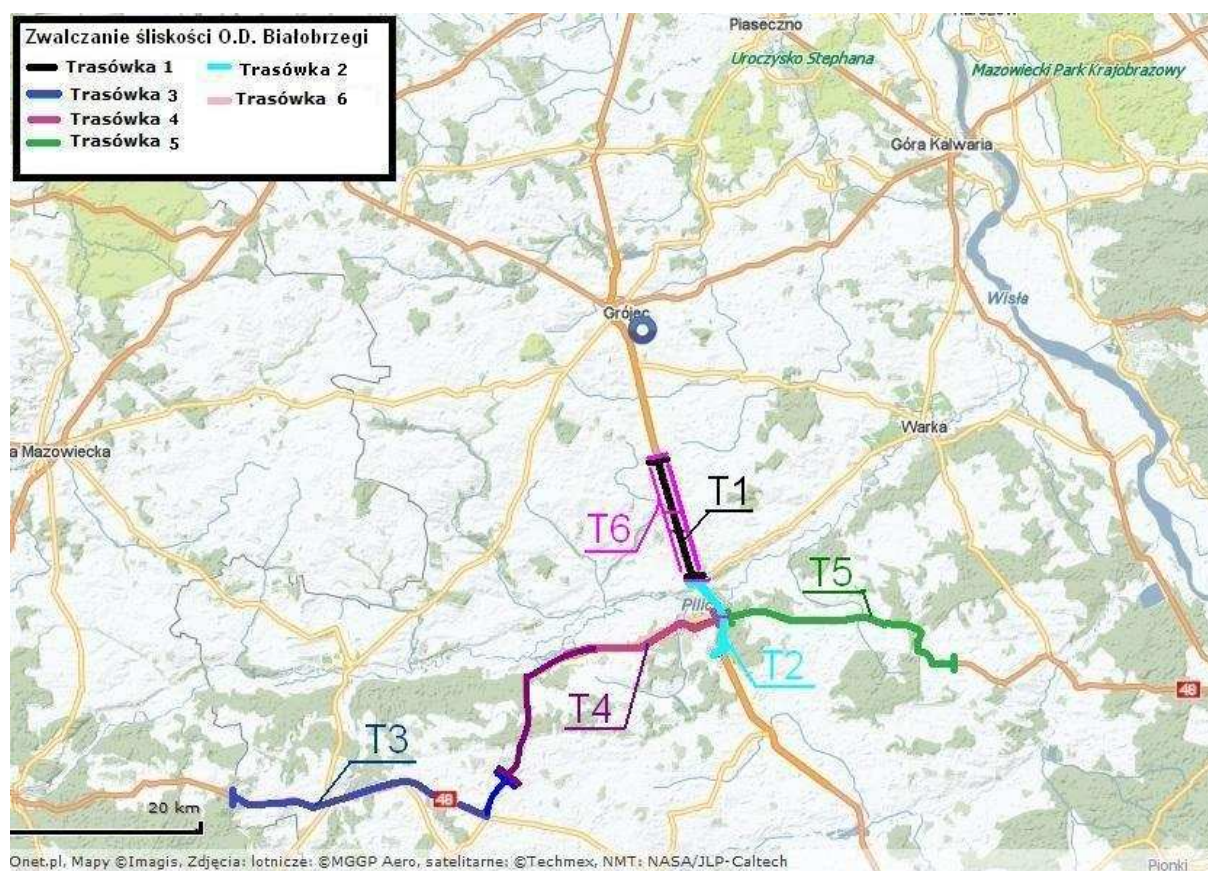 Zwalczanie śliskości O.D. Białobrzegi
Trasówka 1
Trasówka 2
Trasówka 3
Trasówka 6
Trasówka 4
Trasówka 5
Piaseczno
Uroczysko Stephana
Mazowiecki Park Krajobrazowy
Góra Kalwaria
Wisła
Grójec
Warka
a Mazowiecka
T1
T6
T5
Pilic
T2
48
T4
T3
48
20 km
Onet.pl, Mapy ©Imagis, Zdjęcia: lotnicze: ©MGGP Aero, satelitarne: ©Techmex, NMT: NASA/JLP-Caltech
Pionki